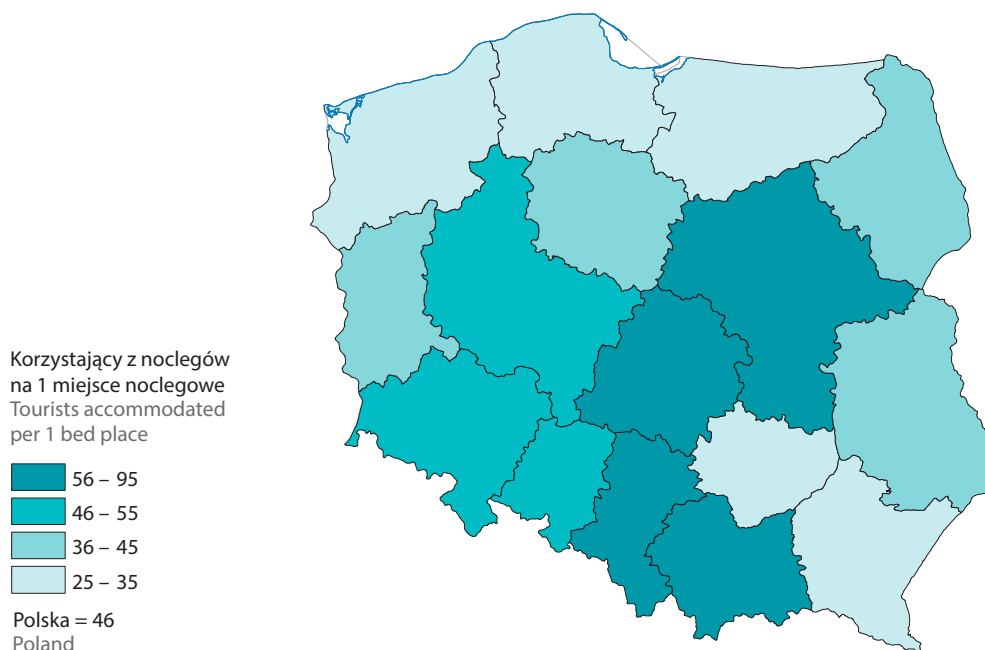 Korzystający z noclegów
na 1 miejsce noclegowe
Tourists accommodated
per 1 bed place
56 – 95
46 – 55
36 – 45
25 – 35
Polska = 46
Poland